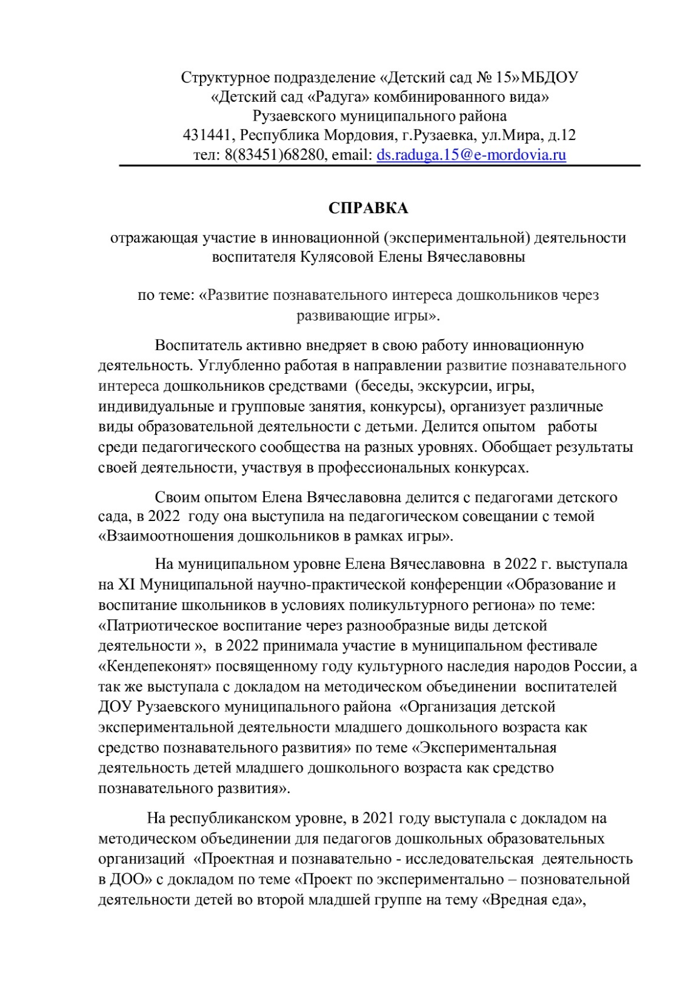 Структурное подразделение «Детский сад № 15»МБДОУ
«Детский сад «Радуга» комбинированного вида»
Рузаевского муниципального района
431441, Республика Мордовия, г.Рузаевка, ул.Мира, д.12
тел: 8(83451)68280, email: ds.raduga.15@e-mordovia.ru
СПРАВКА
отражающая участие в инновационной (экспериментальной) деятельности
воспитателя Кулясовой Елены Вячеславовны
по теме: «Развитие познавательного интереса дошкольников через
развивающие игры».
Воспитатель активно внедряет в свою работу инновационную
деятельность. Углубленно работая в направлении развитие познавательного
интереса дошкольников средствами (беседы, экскурсии, игры,
индивидуальные и групповые занятия, конкурсы), организует различные
виды образовательной деятельности с детьми. Делится опытом работы
среди педагогического сообщества на разных уровнях. Обобщает результаты
своей деятельности, участвуя в профессиональных конкурсах.
Своим опытом Елена Вячеславовна делится с педагогами детского
сада, в 2022 году она выступила на педагогическом совещании с темой
«Взаимоотношения дошкольников в рамках игры».
На муниципальном уровне Елена Вячеславовна в 2022 г. выступала
на XI Муниципальной научно-практической конференции «Образование и
воспитание школьников в условиях поликультурного региона» по теме:
«Патриотическое воспитание через разнообразные виды детской
деятельности », в 2022 принимала участие в муниципальном фестивале
«Кендепеконят» посвященному году культурного наследия народов России, а
так же выступала с докладом на методическом объединении воспитателей
ДОУ Рузаевского муниципального района «Организация детской
экспериментальной деятельности младшего дошкольного возраста как
средство познавательного развития» по теме «Экспериментальная
деятельность детей младшего дошкольного возраста как средство
познавательного развития».
На республиканском уровне, в 2021 году выступала с докладом на
методическом объединении для педагогов дошкольных образовательных
организаций «Проектная и познавательно - исследовательская деятельность
в ДОО» с докладом по теме «Проект по экспериментально – позновательной
деятельности детей во второй младшей группе на тему «Вредная еда»,